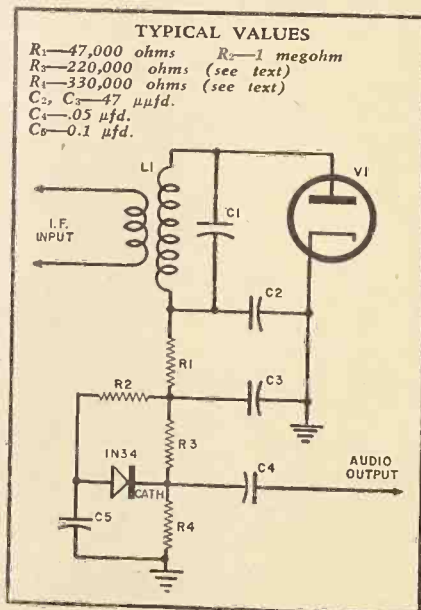 TYPICAL VALUES
R1—47,000 ohms R2—1 megohm
R3—220,000 ohms (see text)
R4—330,000 ohms (see text)
C2, C3—47 μμfd.
C4—.05 μfd.
C5—0.1 μfd.
L1
V1
C1
I.F.
INPUT
C2
R1
R2
C3
R3
1N34
C4
AUDIO
OUTPUT
CATH
C5
R4